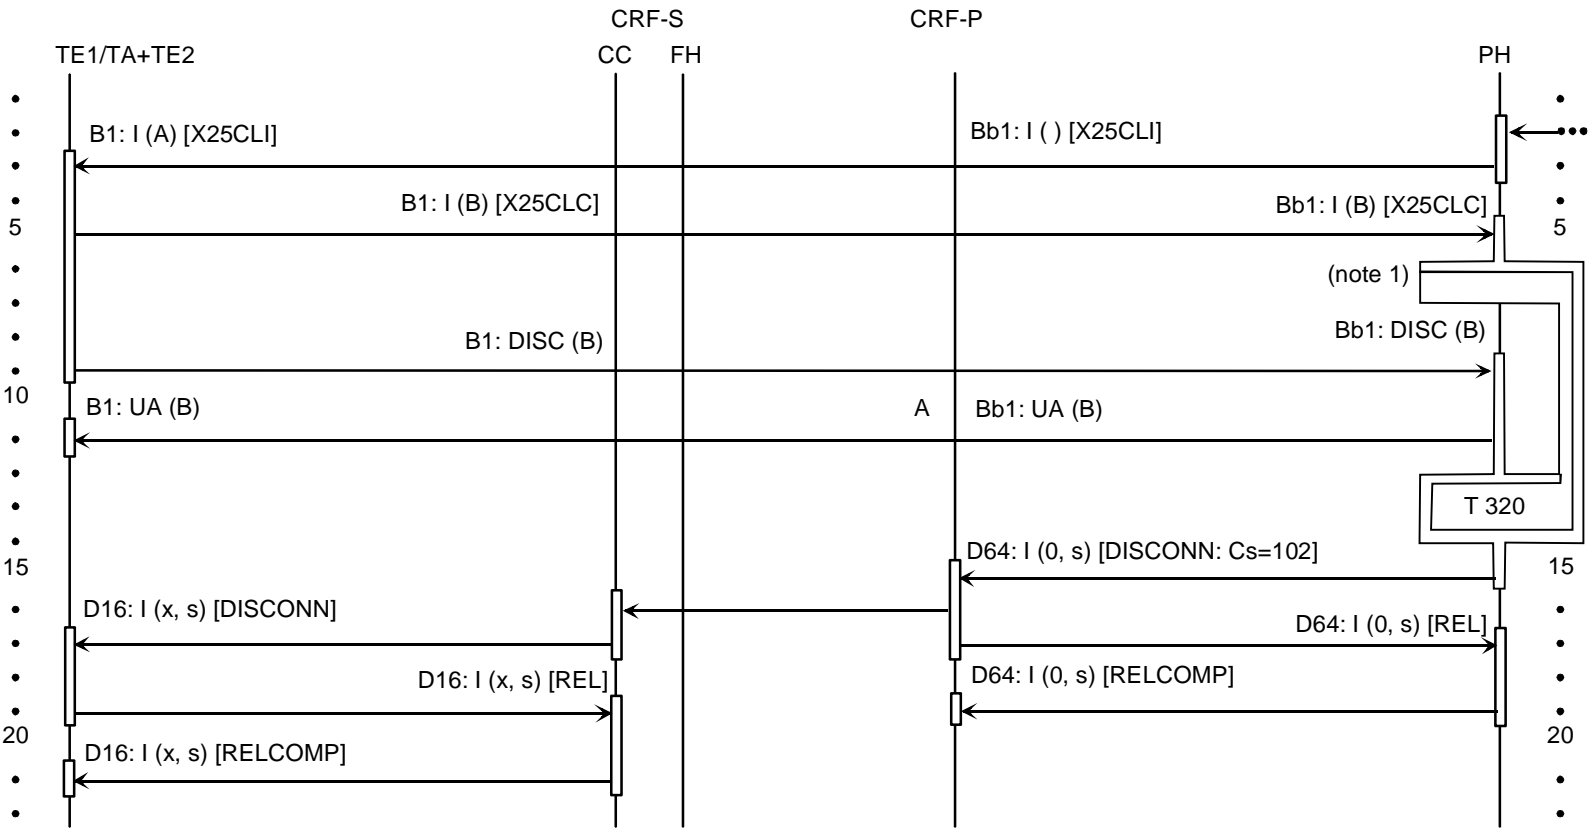 CRF-S CRF-P
TE1/TA+TE2 CC FH PH
B1: I (A) [X25CLI] Bb1: I ( ) [X25CLI]
B1: I (B) [X25CLC] Bb1: I (B) [X25CLC]
5 5
(note 1)
B1: DISC (B) Bb1: DISC (B)
10
B1: UA (B) A Bb1: UA (B)
T 320
D64: I (0, s) [DISCONN: Cs=102]
15 15
D16: I (x, s) [DISCONN]
D64: I (0, s) [REL]
D16: I (x, s) [REL] D64: I (0, s) [RELCOMP]
20 20
D16: I (x, s) [RELCOMP]